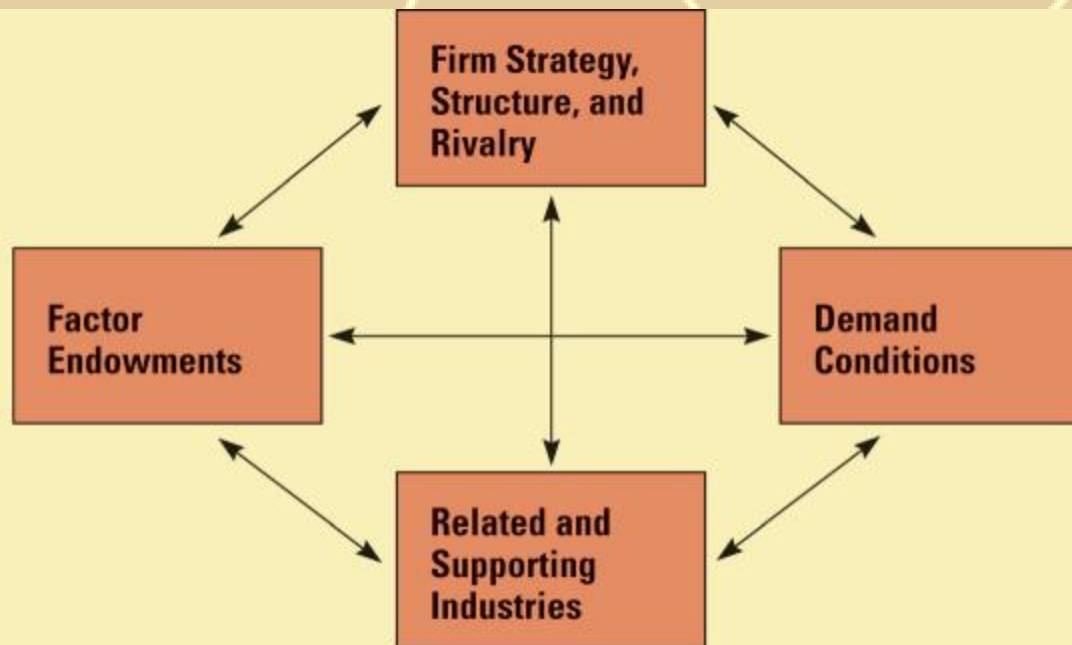 Firm Strategy,
Structure, and
Rivalry
Factor
Endowments
Demand
Conditions
Related and
Supporting
Industries